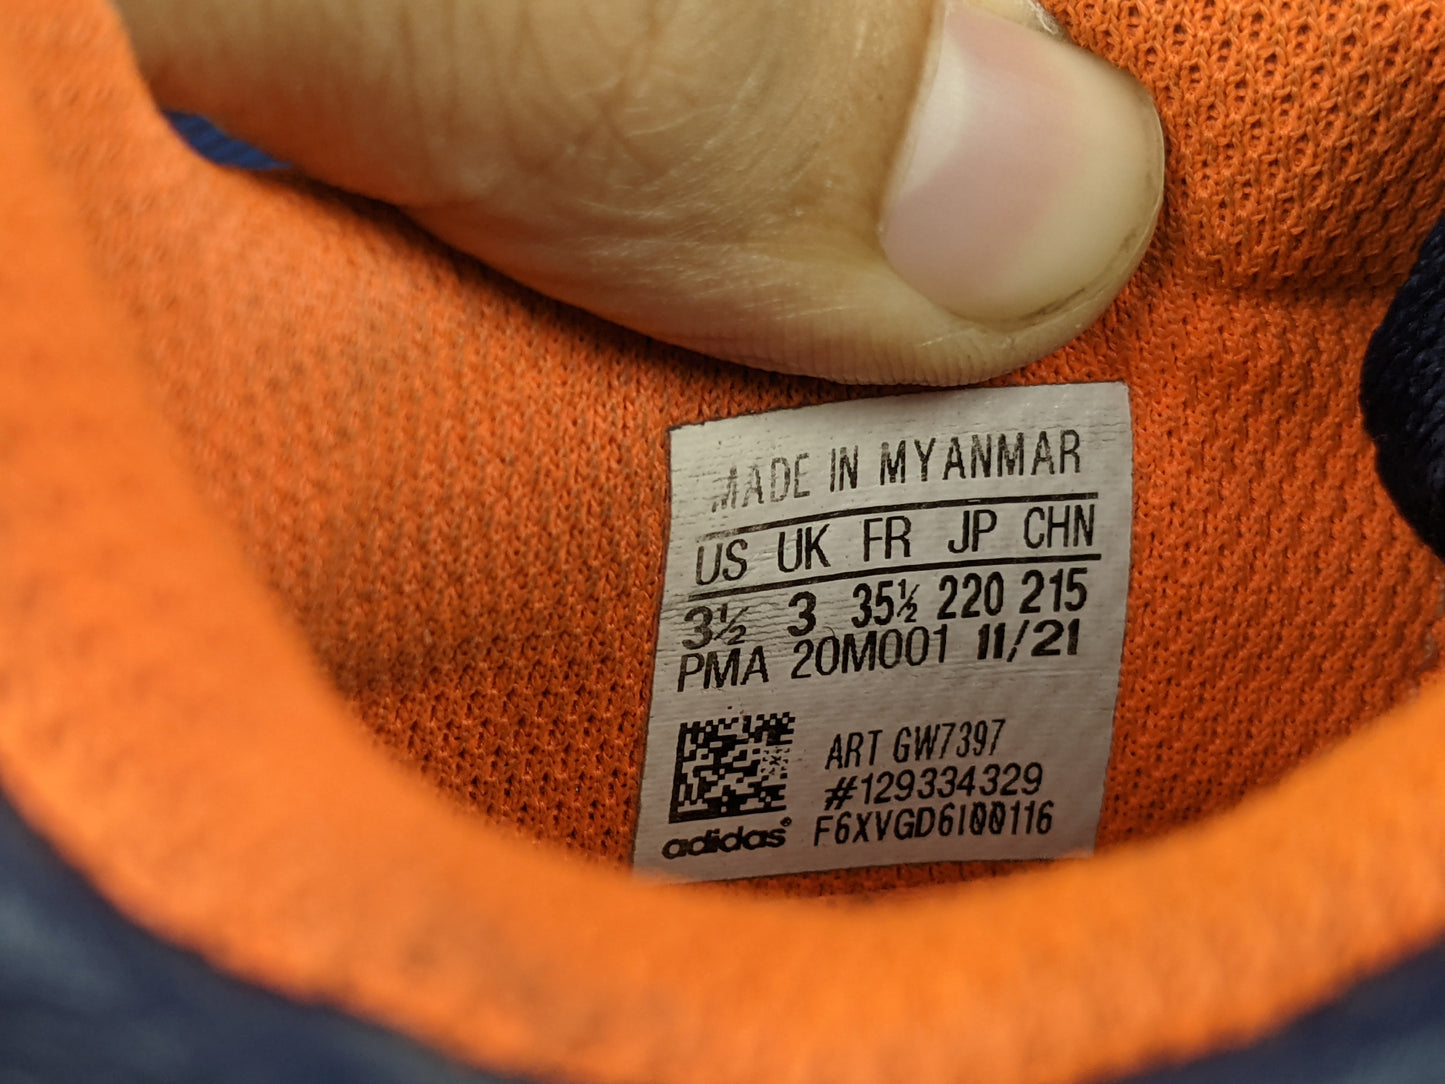 MADE IN MYANMAR
US UK FR JP CHN
3½ 3 35½ 220 215
PMA 20M001 11/21
ART GW7397
#129334329
adidas® F6XVGD6I00116